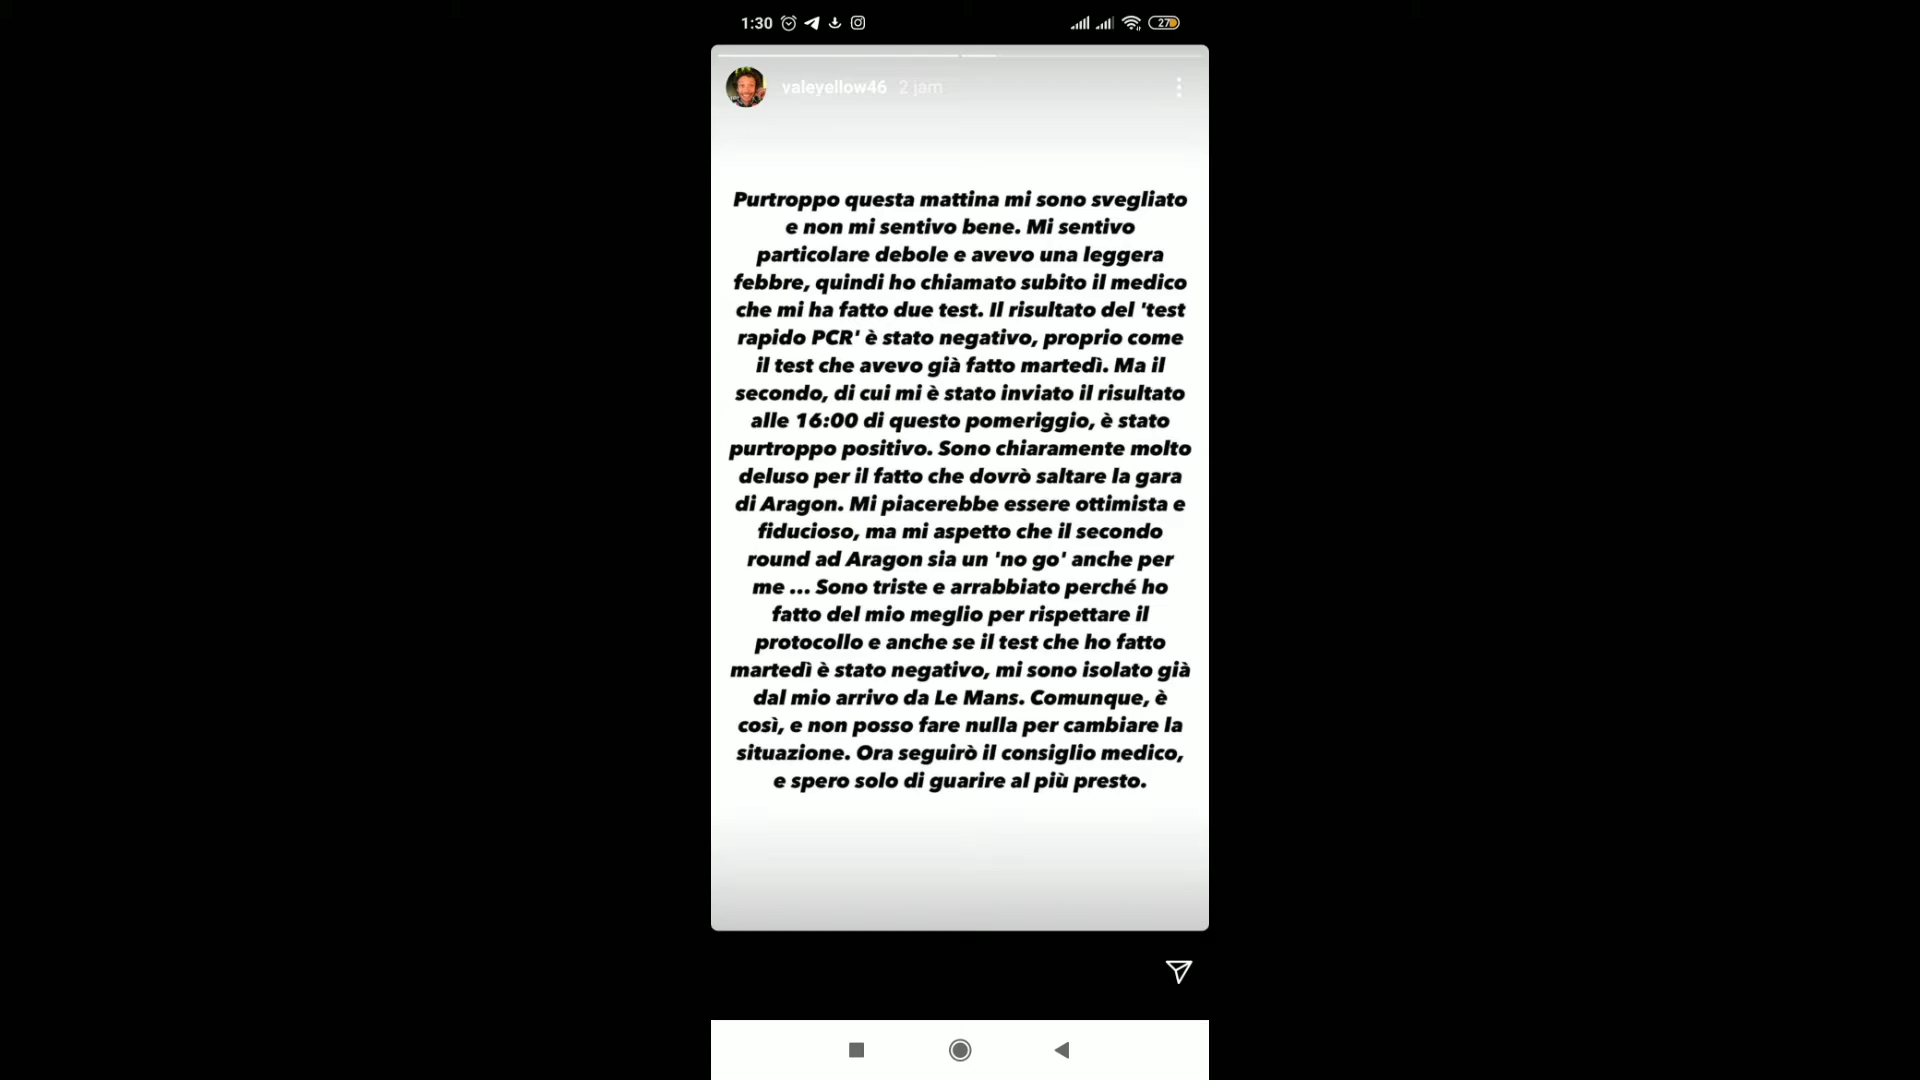 1:30
27
valeyellow46 2 jam
Purtroppo questa mattina mi sono svegliato
e non mi sentivo bene. Mi sentivo
particolare debole e avevo una leggera
febbre, quindi ho chiamato subito il medico
che mi ha fatto due test. Il risultato del 'test
rapido PCR' è stato negativo, proprio come
il test che avevo già fatto martedì. Ma il
secondo, di cui mi è stato inviato il risultato
alle 16:00 di questo pomeriggio, è stato
purtroppo positivo. Sono chiaramente molto
deluso per il fatto che dovrò saltare la gara
di Aragon. Mi piacerebbe essere ottimista e
fiducioso, ma mi aspetto che il secondo
round ad Aragon sia un 'no go' anche per
me ... Sono triste e arrabbiato perché ho
fatto del mio meglio per rispettare il
protocollo e anche se il test che ho fatto
martedì è stato negativo, mi sono isolato già
dal mio arrivo da Le Mans. Comunque, è
così, e non posso fare nulla per cambiare la
situazione. Ora seguirò il consiglio medico,
e spero solo di guarire al più presto.